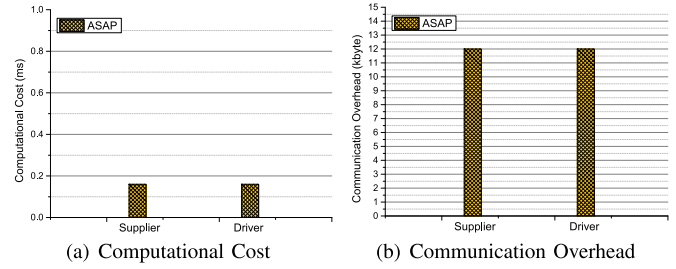 ASAP
Computational Cost (ms)
1.0
0.8
0.6
0.4
0.2
0.0
Supplier
Driver
(a) Computational Cost
ASAP
Communication Overhead (kbyte)
15
14
13
12
11
10
9
8
7
6
5
4
3
2
1
0
Supplier
Driver
(b) Communication Overhead